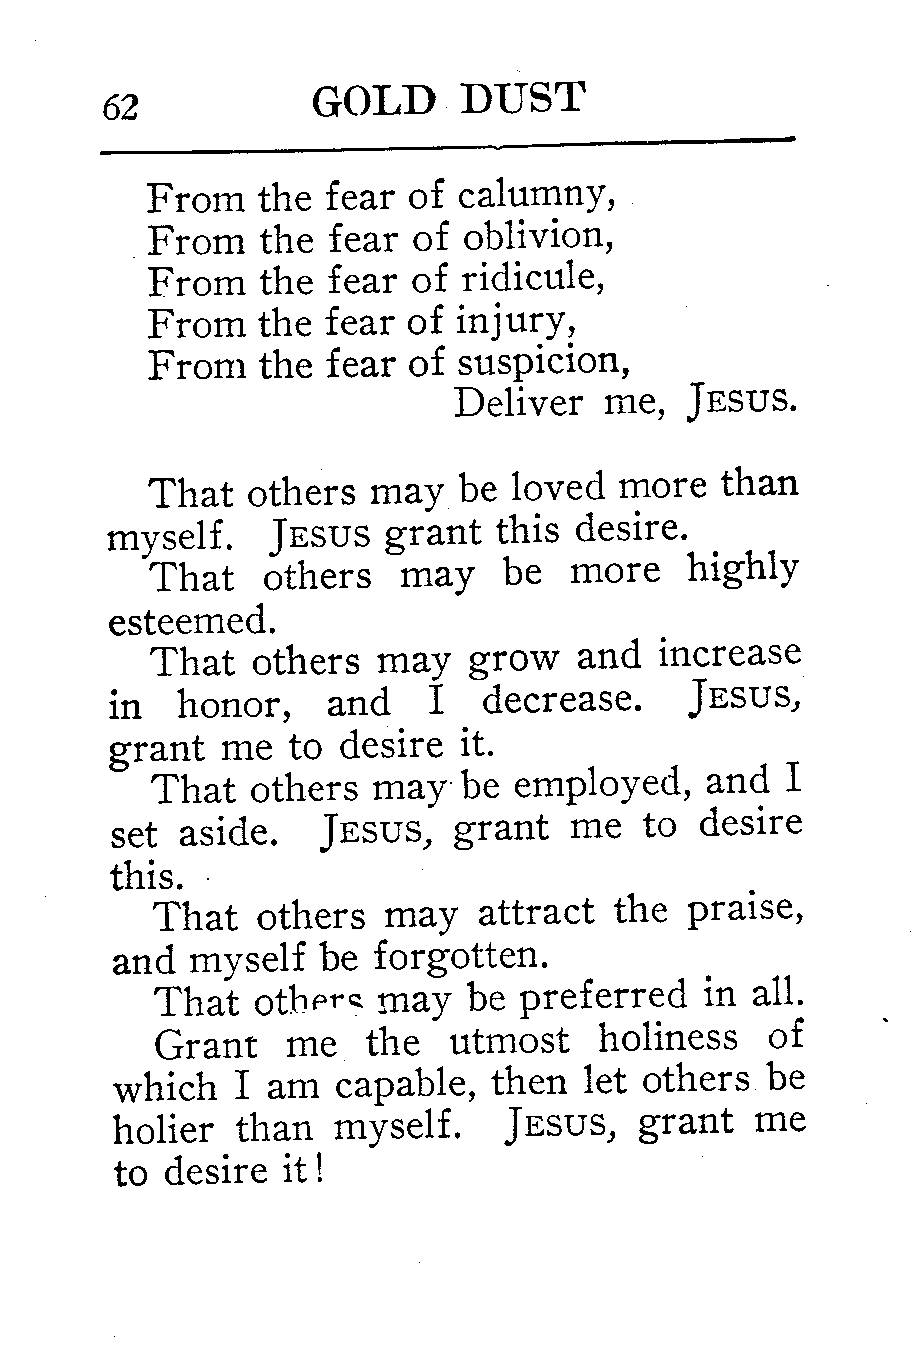 62 GOLD DUST
From the fear of calumny,
From the fear of oblivion,
From the fear of ridicule,
From the fear of injury,
From the fear of suspicion,
Deliver me, JESUS.
That others may be loved more than
myself. JESUS grant this desire.
That others may be more highly
esteemed.
That others may grow and increase
in honor, and I decrease. JESUS,
grant me to desire it.
That others may be employed, and I
set aside. JESUS, grant me to desire
this.
That others may attract the praise,
and myself be forgotten.
That others may be preferred in all.
Grant me the utmost holiness of
which I am capable, then let others be
holier than myself. JESUS, grant me
to desire it!